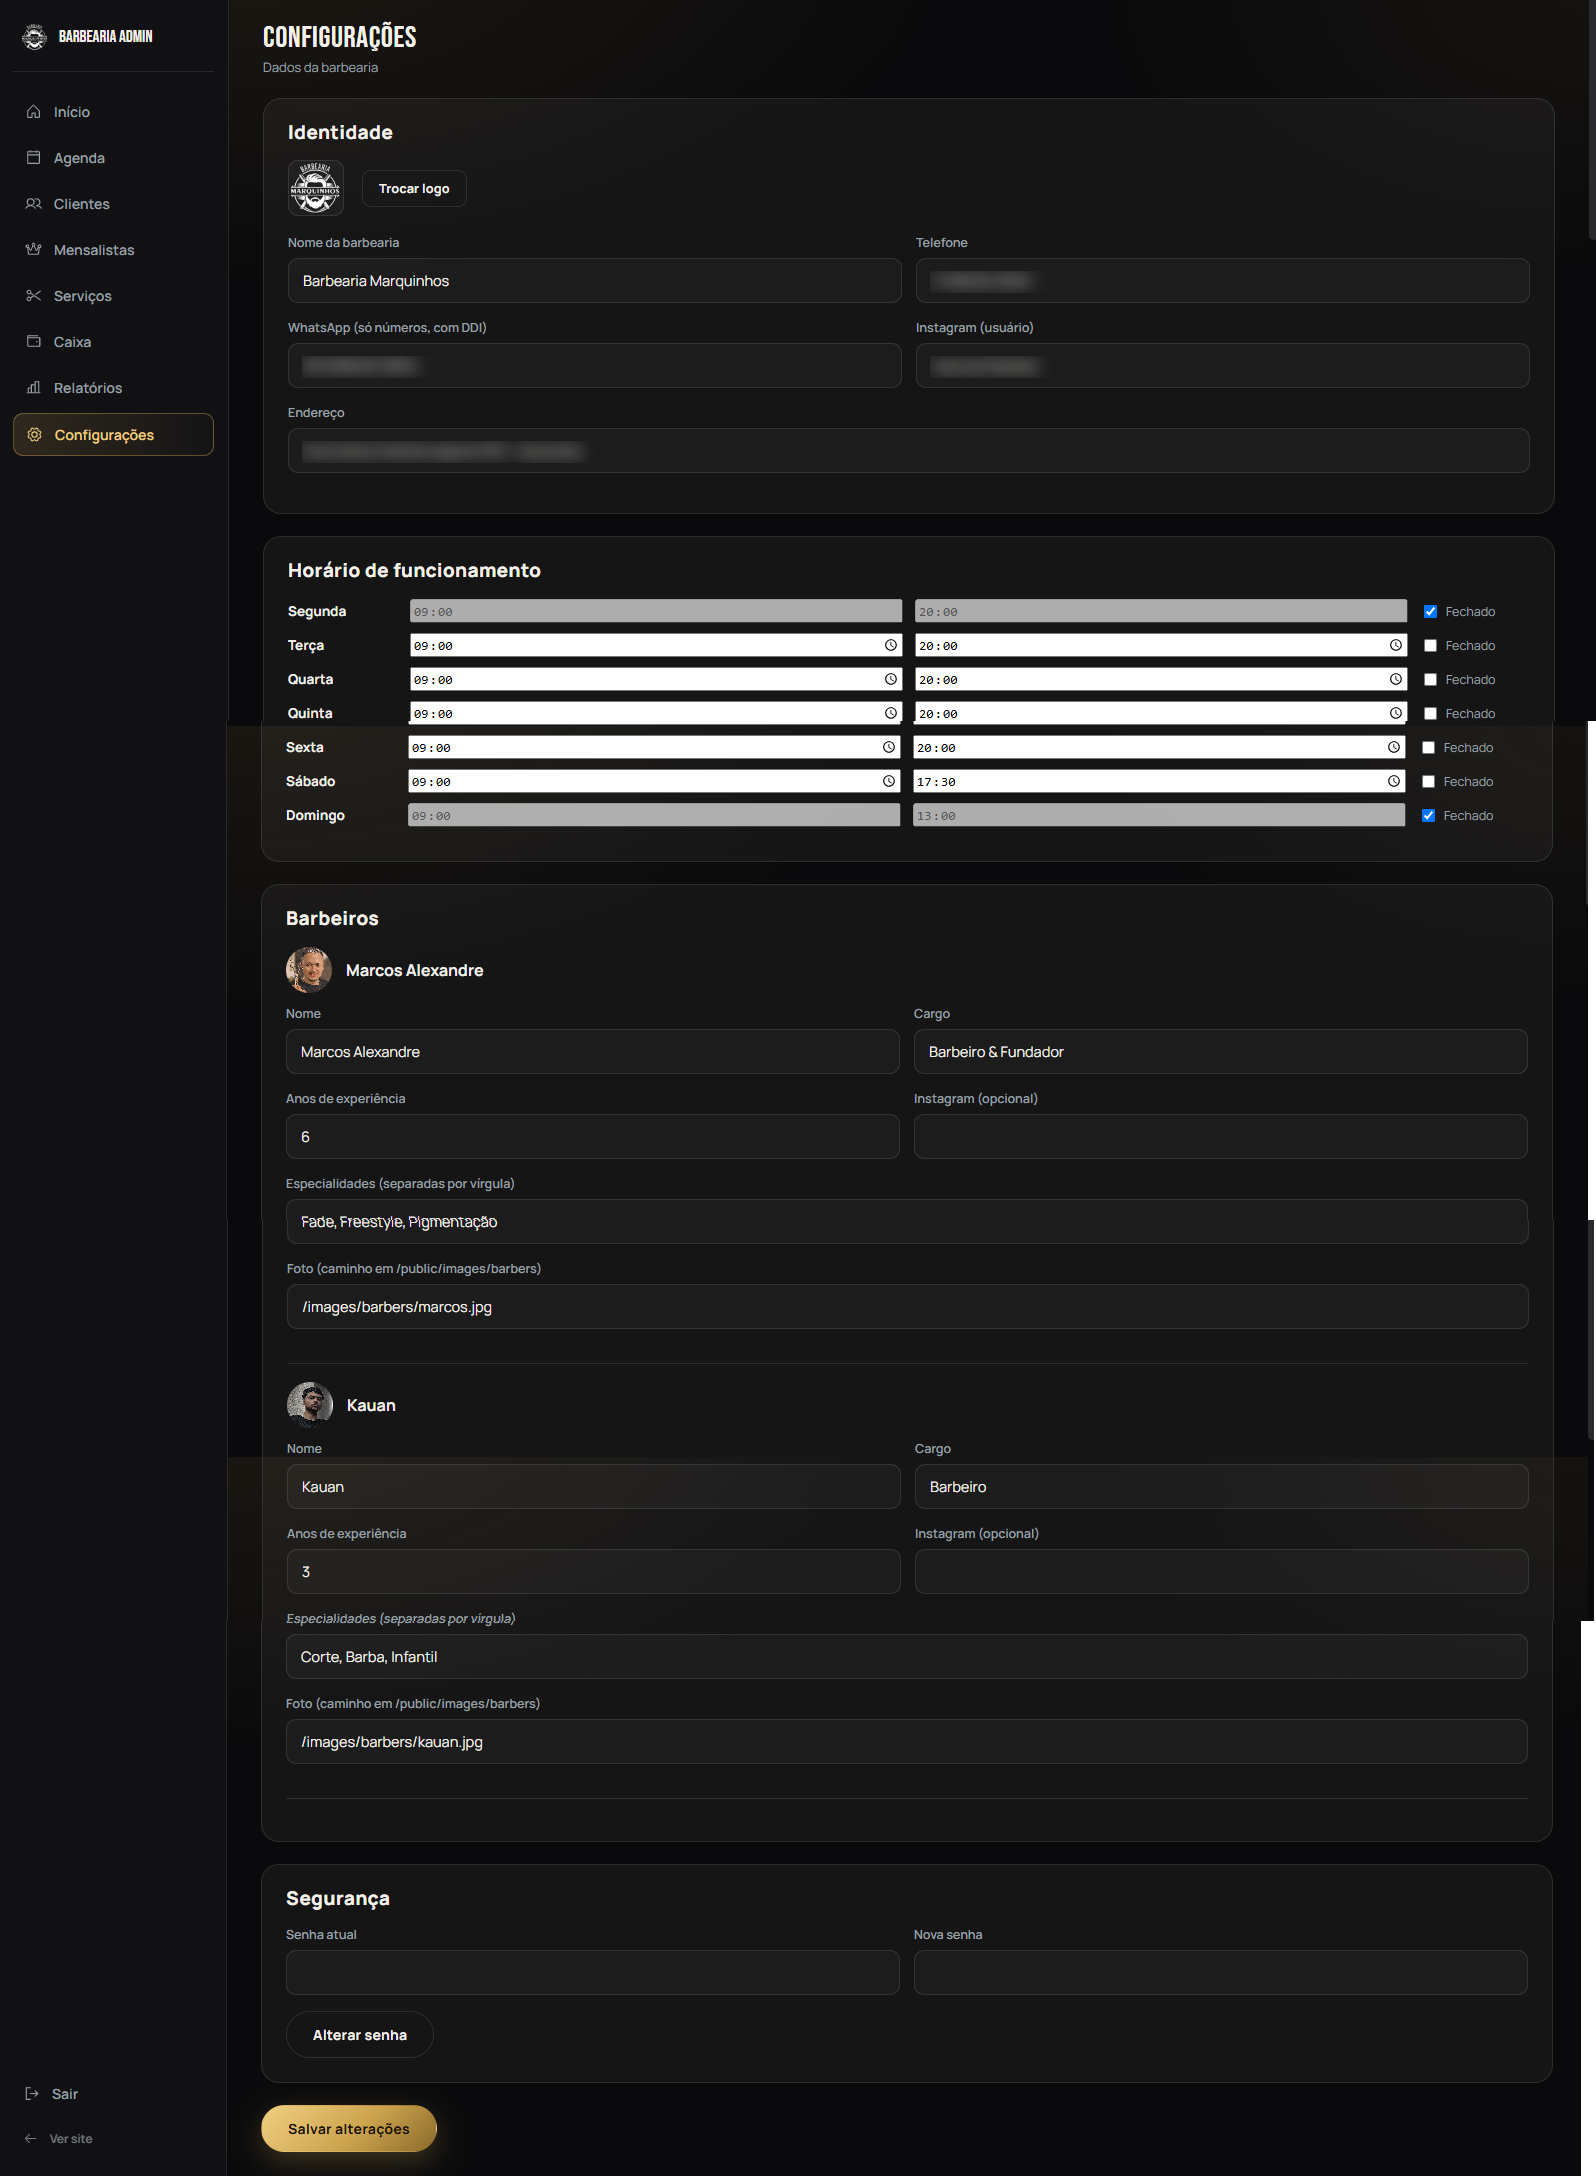 BARBEARIA ADMIN
Início
Agenda
Clientes
Mensalistas
Serviços
Caixa
Relatórios
Configurações
Sair
Ver site
CONFIGURAÇÕES
Dados da barbearia
Identidade
BARBEARIA
MARQUINHOS
Trocar logo
Nome da barbearia
Telefone
Barbearia Marquinhos
WhatsApp (só números, com DDI)
Instagram (usuário)
Endereço
Horário de funcionamento
Segunda 09:00 20:00 Fechado
Terça 09:00 20:00 Fechado
Quarta 09:00 20:00 Fechado
Quinta 09:00 20:00 Fechado
Sexta 09:00 20:00 Fechado
Sábado 09:00 17:30 Fechado
Domingo 09:00 13:00 Fechado
Barbeiros
Marcos Alexandre
Nome
Cargo
Marcos Alexandre
Barbeiro & Fundador
Anos de experiência
Instagram (opcional)
6
Especialidades (separadas por vírgula)
Fade, Freestyle, Pigmentação
Foto (caminho em /public/images/barbers)
/images/barbers/marcos.jpg
Kauan
Nome
Cargo
Kauan
Barbeiro
Anos de experiência
Instagram (opcional)
3
Especialidades (separadas por vírgula)
Corte, Barba, Infantil
Foto (caminho em /public/images/barbers)
/images/barbers/kauan.jpg
Segurança
Senha atual
Nova senha
Alterar senha
Salvar alterações